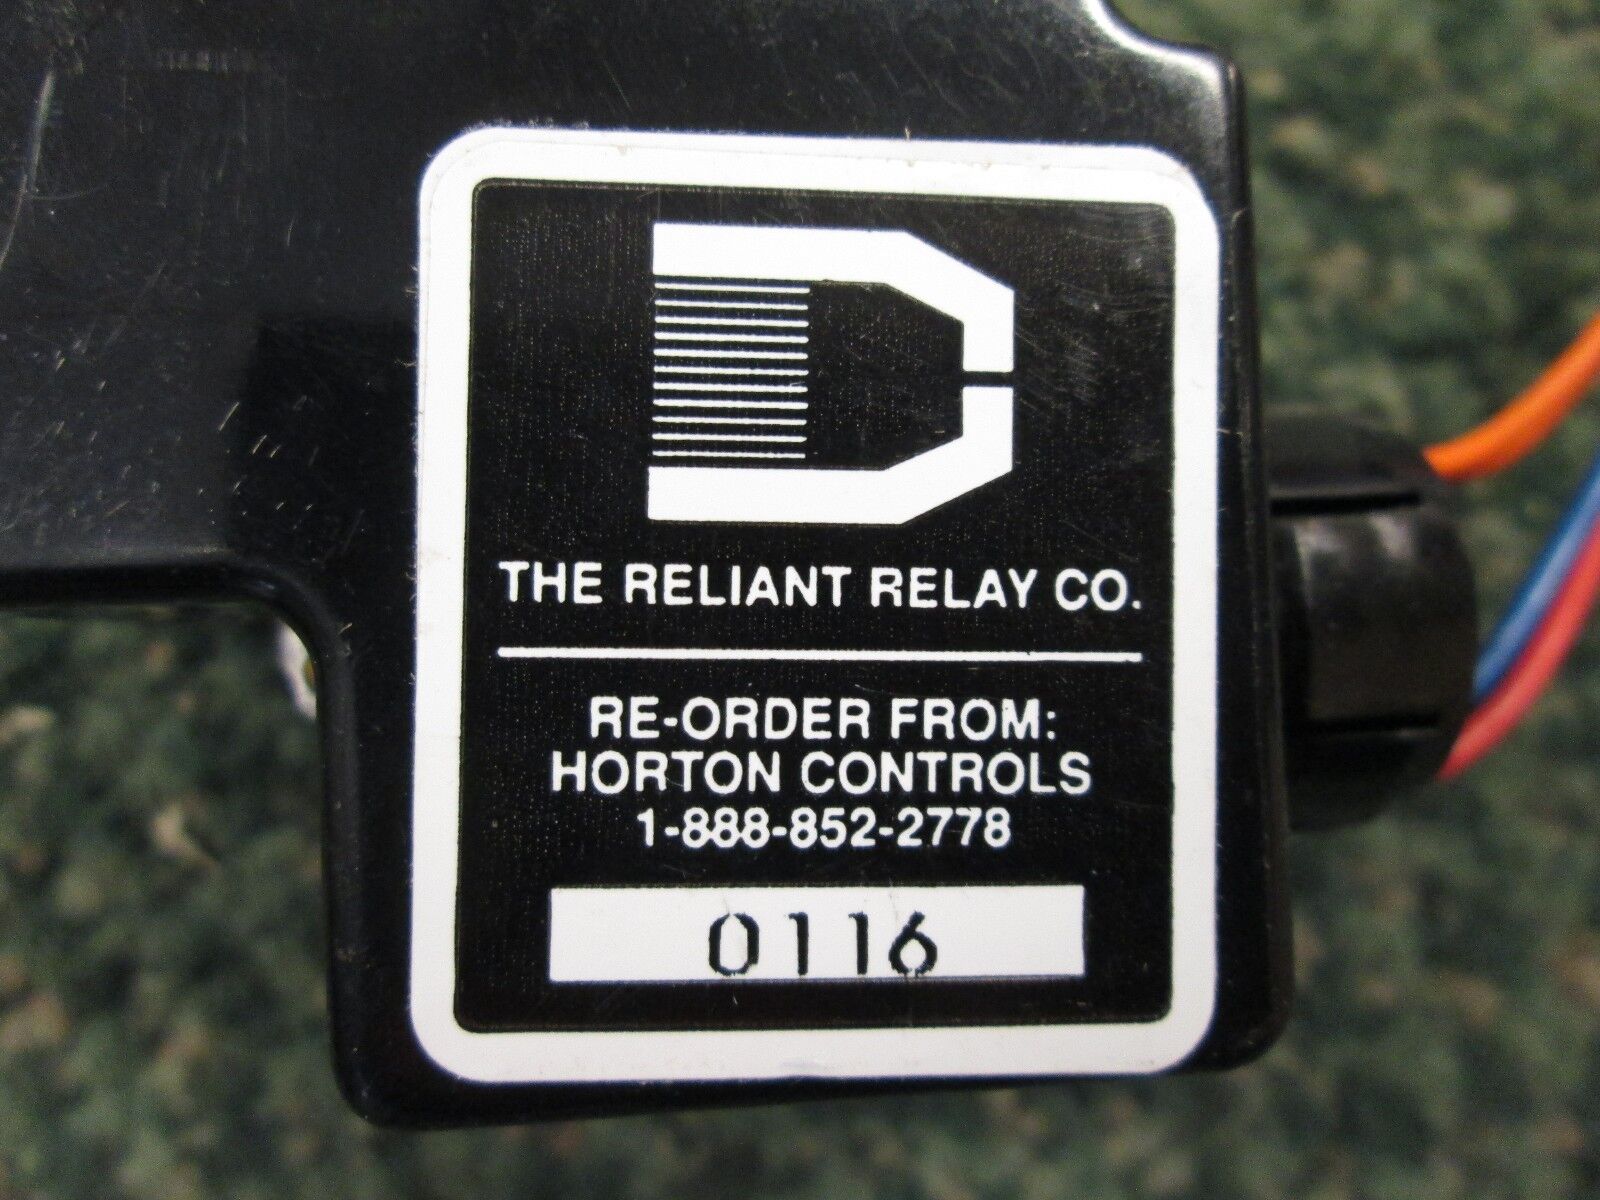 THE RELIANT RELAY CO.
RE-ORDER FROM:
HORTON CONTROLS
1-888-852-2778
0116